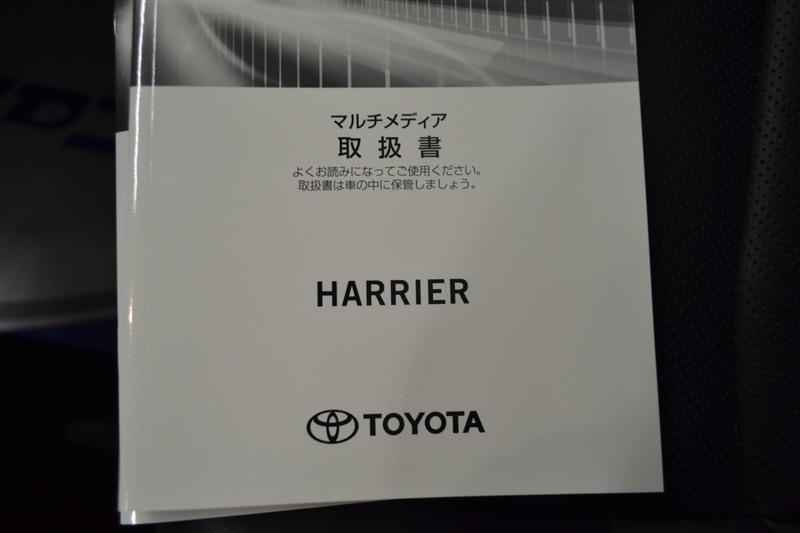 マルチメディア
取扱書
よくお読みになってご使用ください。
取扱書は車の中に保管しましょう。
HARRIER
TOYOTA